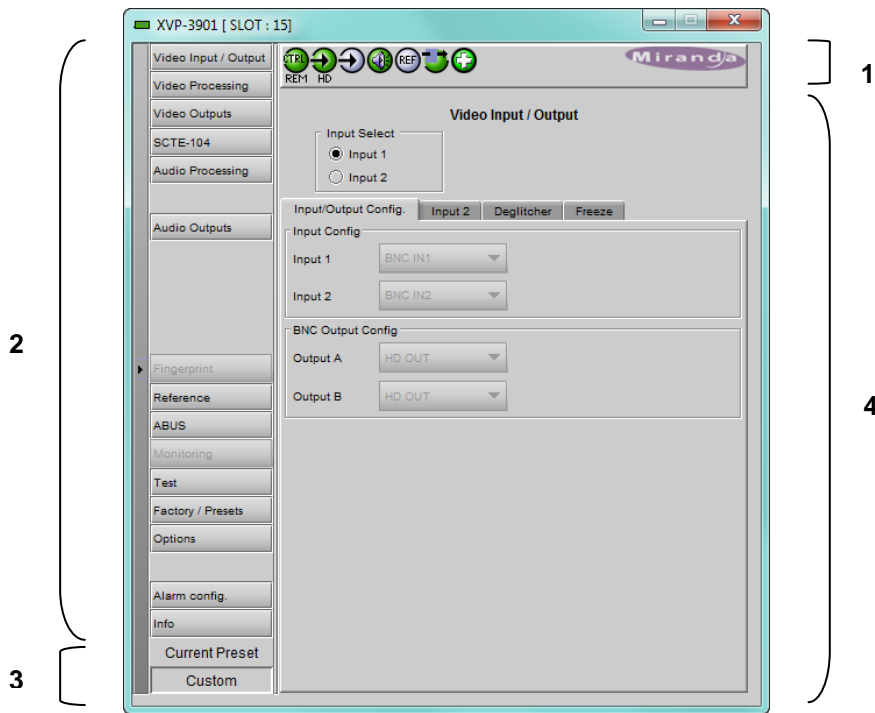 XVP-3901 [ SLOT : 15]
Video Input / Output
Video Processing
Video Outputs
SCTE-104
Audio Processing
Audio Outputs
Fingerprint
Reference
ABUS
Monitoring
Test
Factory / Presets
Options
Alarm config.
Info
Current Preset
Custom
CTRL REF
REM HD
Miranda
Video Input / Output
Input Select
Input 1
Input 2
Input/Output Config. Input 2 Deglitcher Freeze
Input Config
Input 1 BNC IN1
Input 2 BNC IN2
BNC Output Config
Output A HD OUT
Output B HD OUT
1
2
3
4